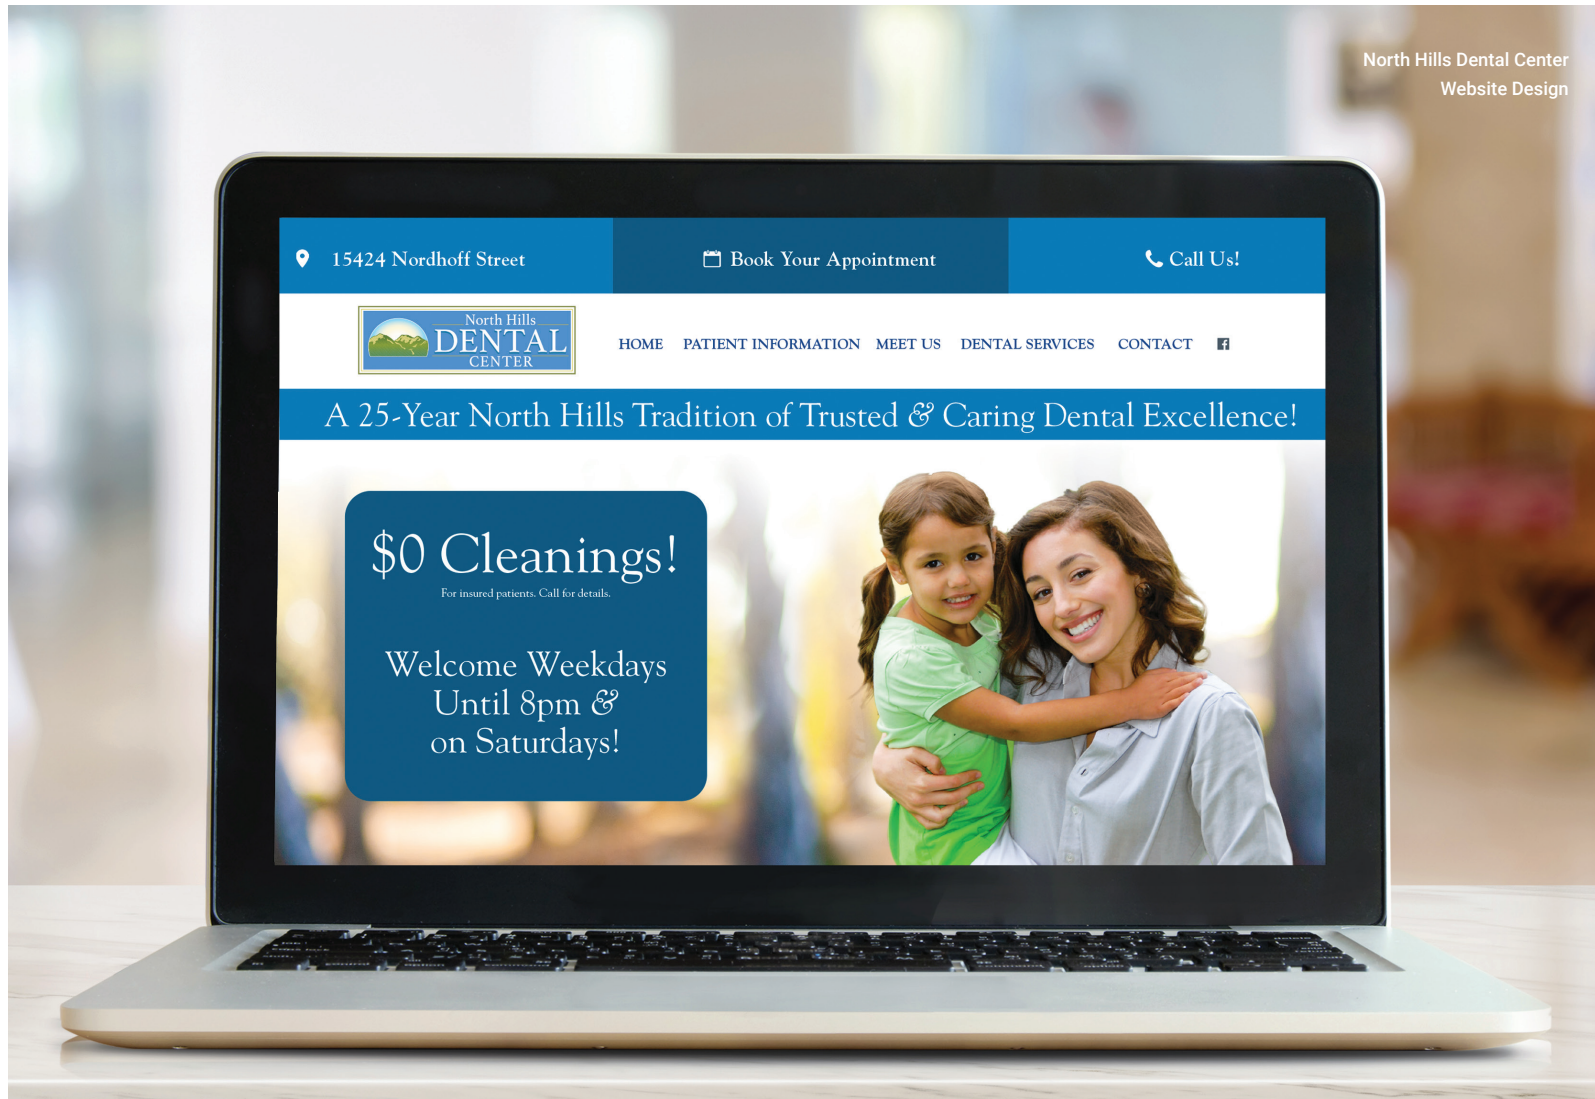 North Hills Dental Center
Website Design
15424 Nordhoff Street
Book Your Appointment
Call Us!
North Hills
DENTAL
CENTER
HOME PATIENT INFORMATION MEET US DENTAL SERVICES CONTACT
A 25-Year North Hills Tradition of Trusted & Caring Dental Excellence!
$0 Cleanings!
For insured patients. Call for details.
Welcome Weekdays
Until 8pm &
on Saturdays!